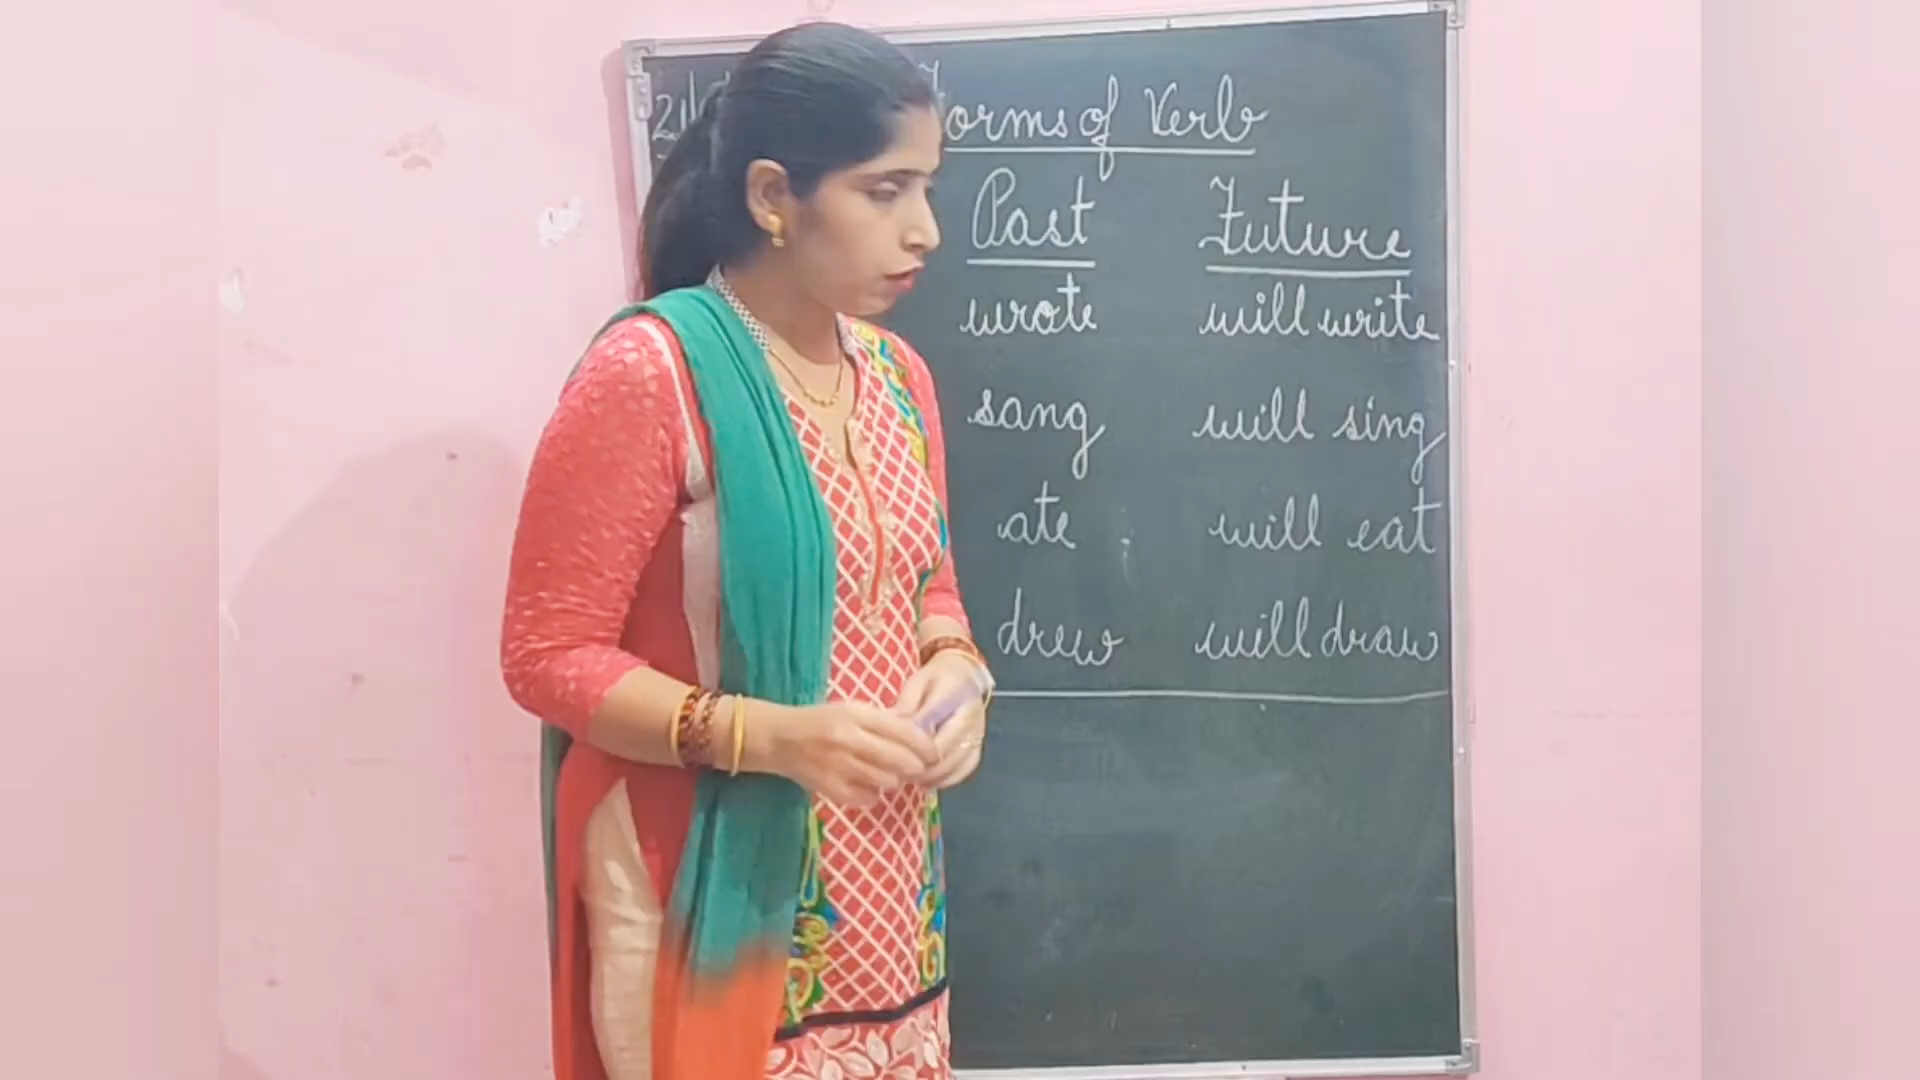 Forms of Verb
Past Future
wrote will write
sang will sing
ate will eat
drew will draw